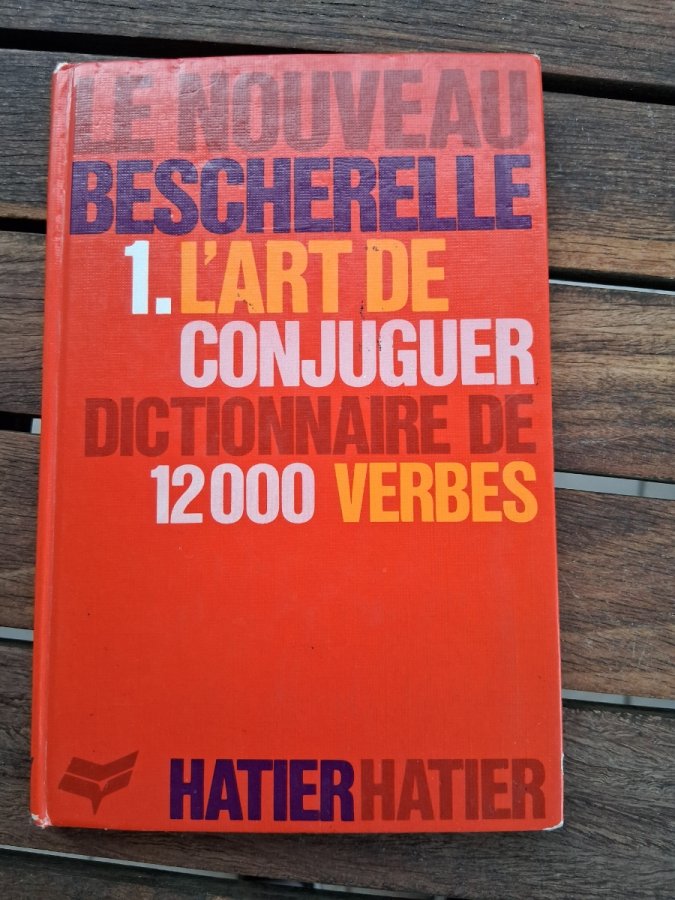 LE NOUVEAU
BESCHERELLE
1. L'ART DE
CONJUGUER
DICTIONNAIRE DE
12000 VERBES
HATIER HATIER